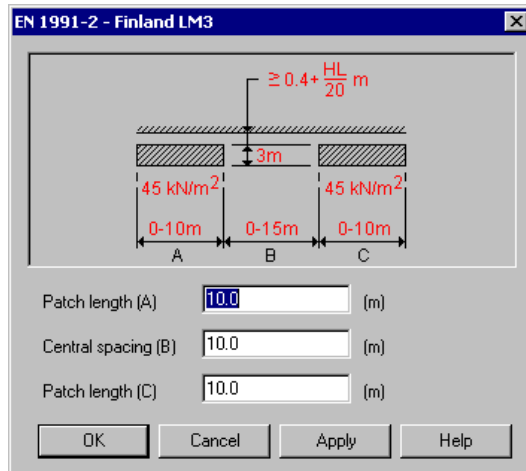 EN 1991-2 - Finland LM3
≥ 0.4+ HL/20 m
3m
45 kN/m² 45 kN/m²
0-10m 0-15m 0-10m
A B C
Patch length (A) 10.0 (m)
Central spacing (B) 10.0 (m)
Patch length (C) 10.0 (m)
OK Cancel Apply Help